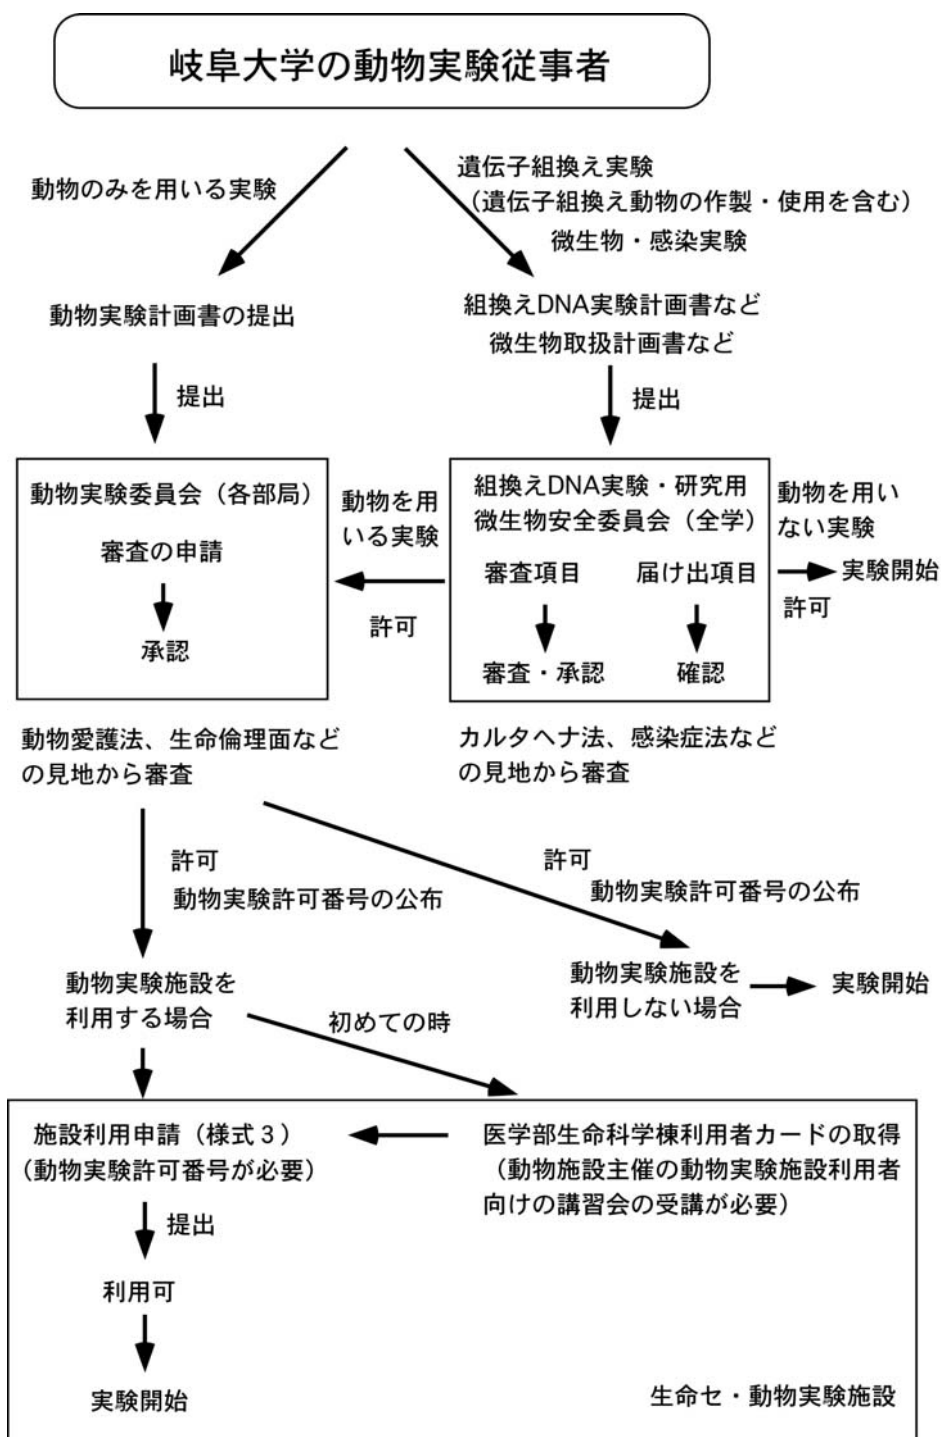 岐阜大学の動物実験従事者
動物のみを用いる実験
遺伝子組換え実験
（遺伝子組換え動物の作製・使用を含む）
微生物・感染実験
動物実験計画書の提出
組換えDNA実験計画書など
微生物取扱計画書など
提出
提出
動物実験委員会（各部局）
審査の申請
承認
動物を用
いる実験
許可
組換えDNA実験・研究用
微生物安全委員会（全学）
審査項目
届け出項目
審査・承認
確認
動物を用い
ない実験
実験開始
許可
動物愛護法、生命倫理面など
の見地から審査
カルタヘナ法、感染症法など
の見地から審査
許可
動物実験許可番号の公布
許可
動物実験許可番号の公布
動物実験施設を
利用する場合
初めての時
動物実験施設を
利用しない場合
実験開始
施設利用申請（様式３）
（動物実験許可番号が必要）
医学部生命科学棟利用者カードの取得
（動物施設主催の動物実験施設利用者
向けの講習会の受講が必要）
提出
利用可
実験開始
生命セ・動物実験施設